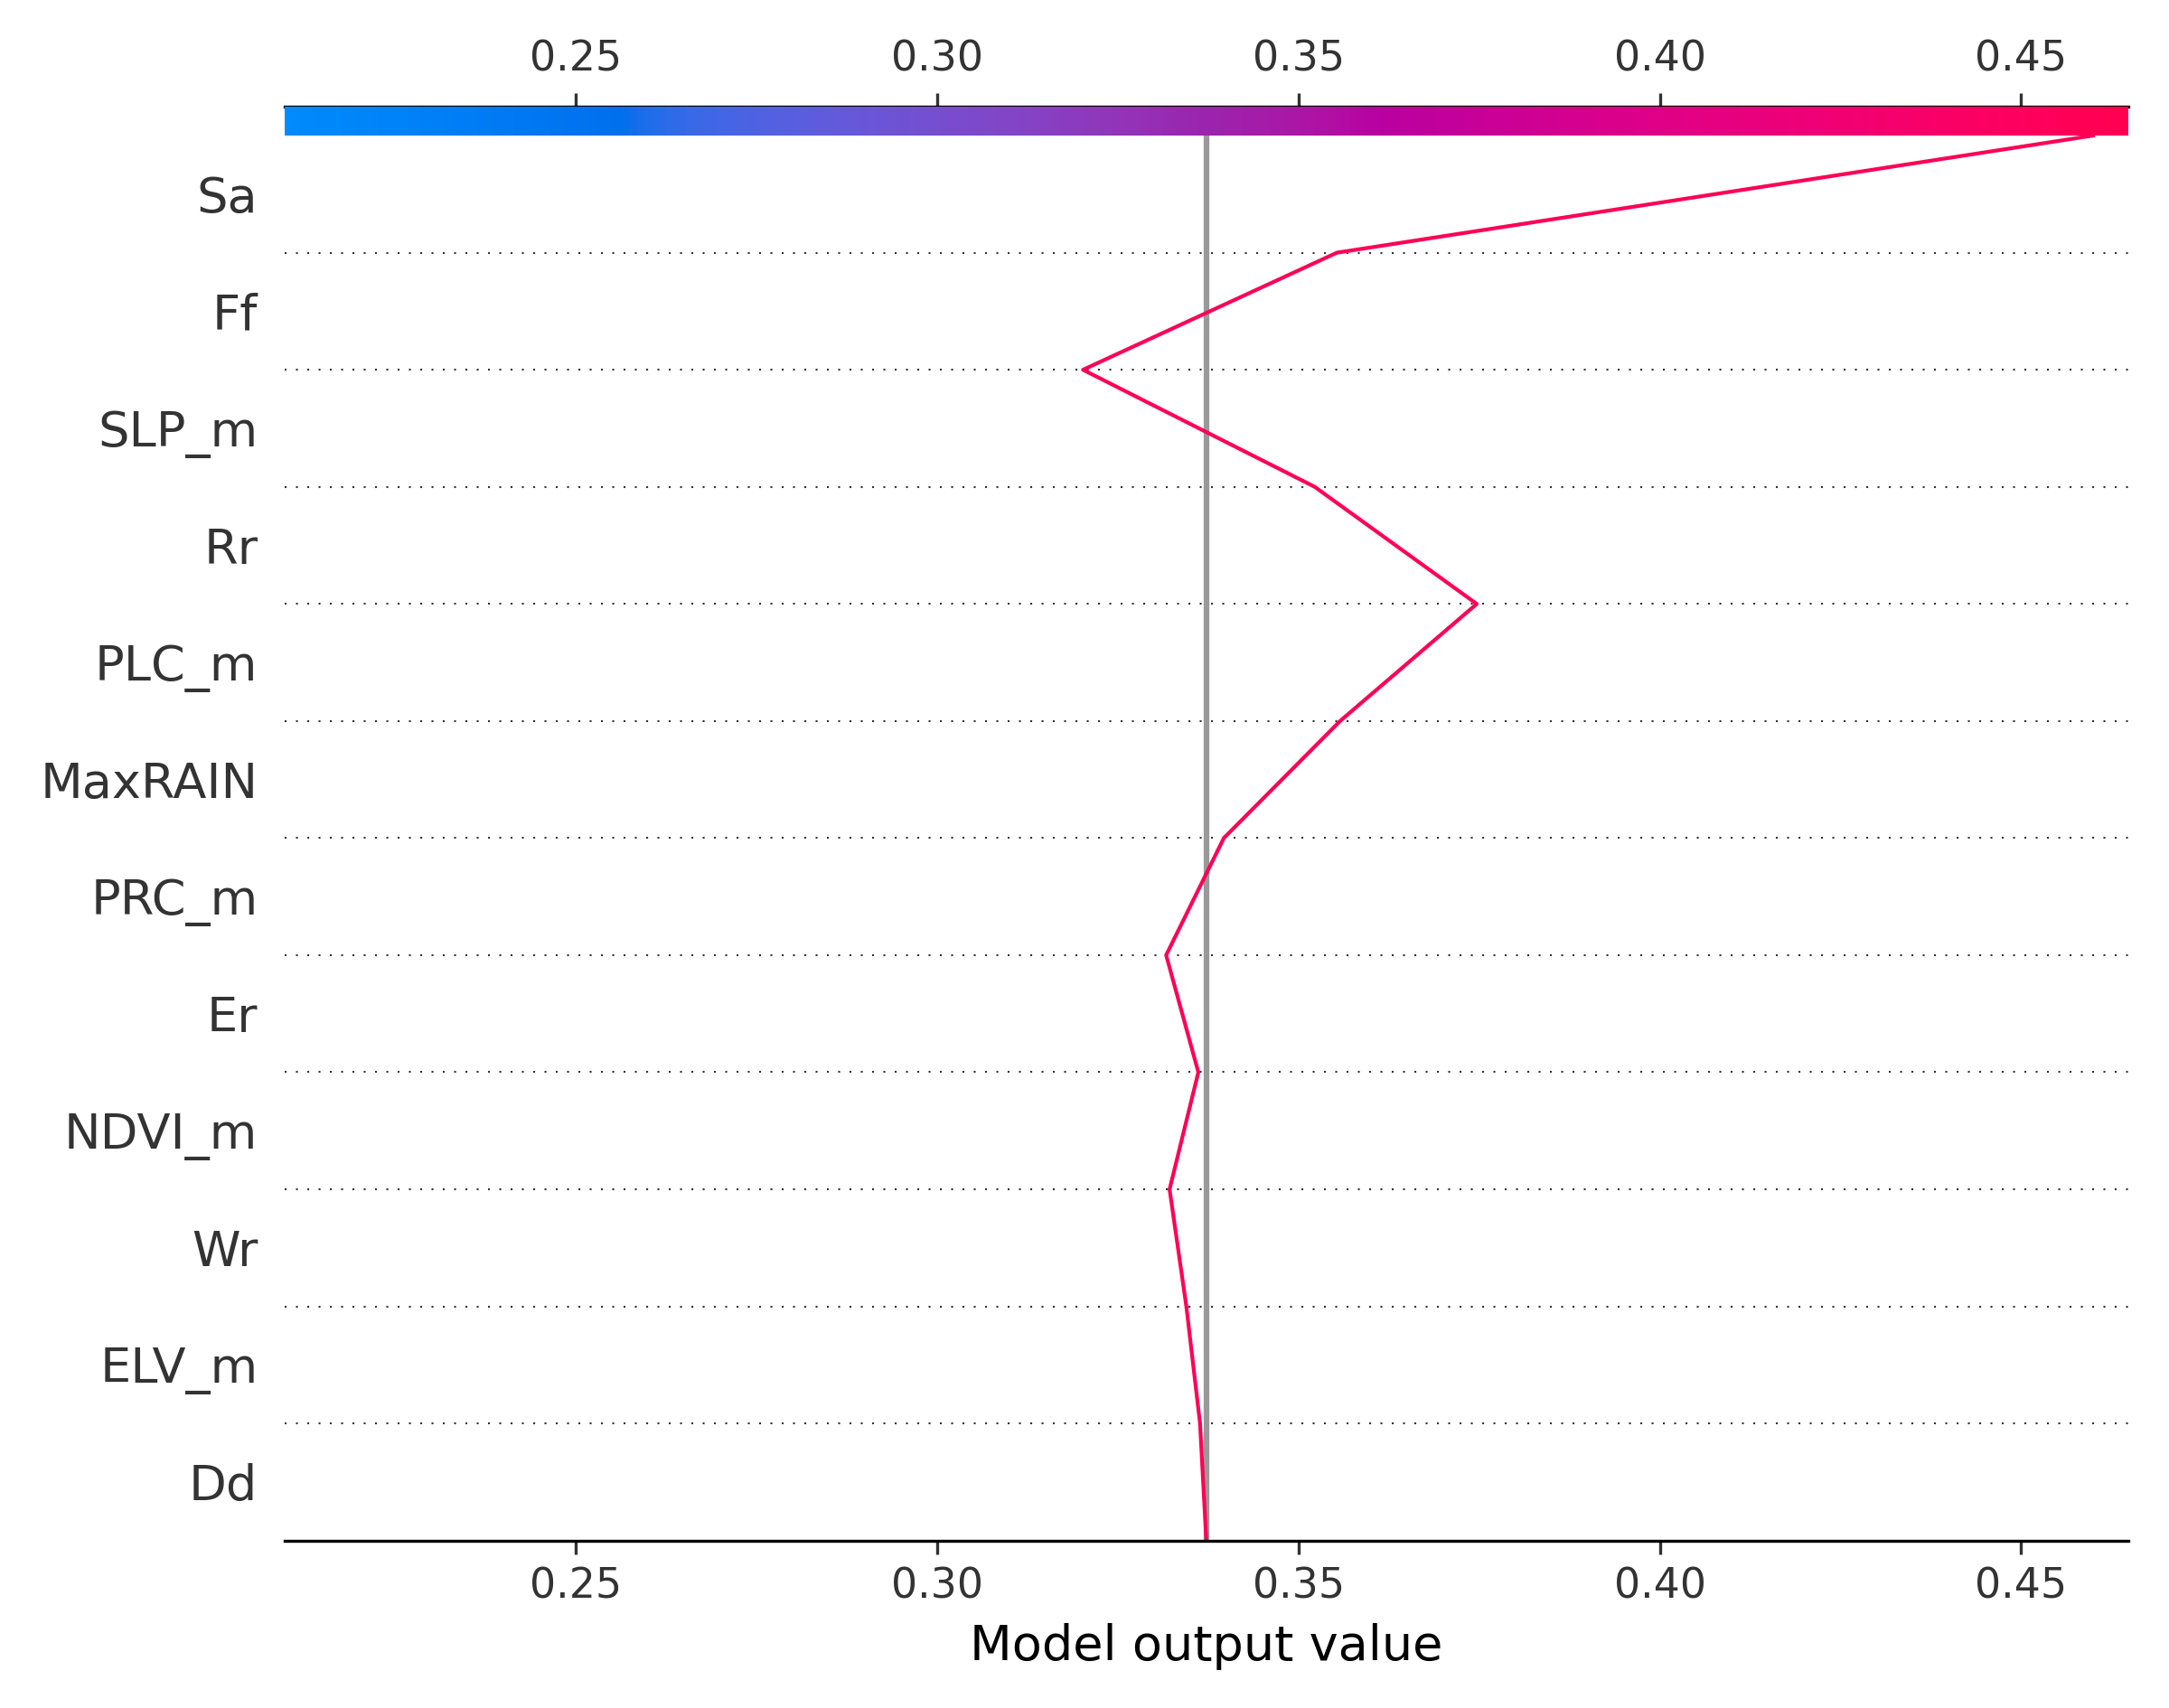 0.25 0.30 0.35 0.40 0.45
Sa
Ff
SLP_m
Rr
PLC_m
MaxRAIN
PRC_m
Er
NDVI_m
Wr
ELV_m
Dd
0.25 0.30 0.35 0.40 0.45
Model output value